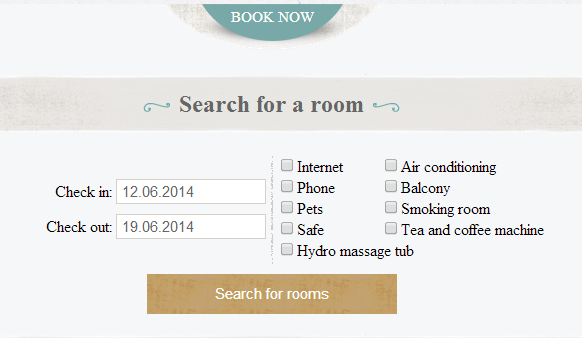 BOOK NOW
Search for a room
Check in: 12.06.2014
Check out: 19.06.2014
Internet
Phone
Pets
Safe
Hydro massage tub
Air conditioning
Balcony
Smoking room
Tea and coffee machine
Search for rooms